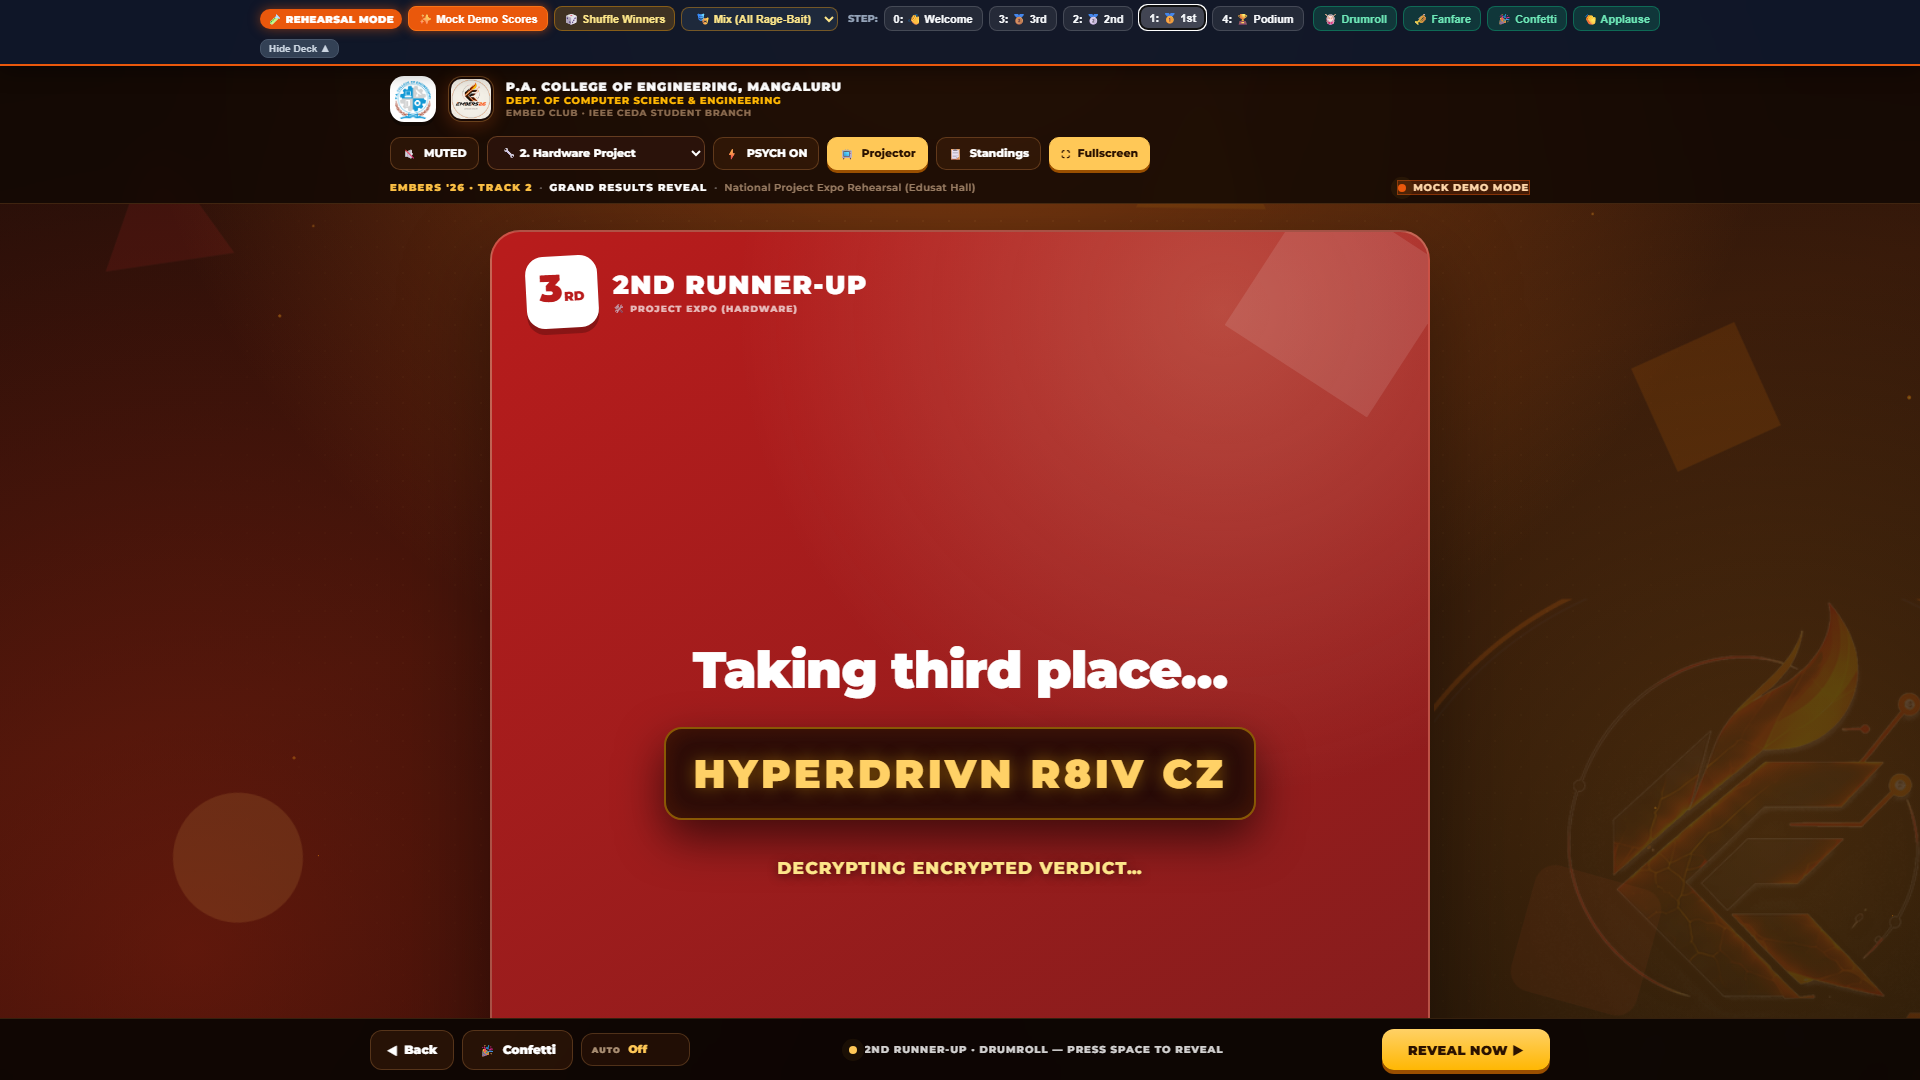 REHEARSAL MODE
Mock Demo Scores
Shuffle Winners
Mix (All Rage-Bait)
STEP:
0: Welcome
3: 3rd
2: 2nd
1: 1st
4: Podium
Drumroll
Fanfare
Confetti
Applause
Hide Deck ▲
P.A. COLLEGE OF ENGINEERING, MANGALURU
DEPT. OF COMPUTER SCIENCE & ENGINEERING
EMBED CLUB · IEEE CEDA STUDENT BRANCH
MUTED
2. Hardware Project
PSYCH ON
Projector
Standings
Fullscreen
EMBERS '26 • TRACK 2 · GRAND RESULTS REVEAL · National Project Expo Rehearsal (Edusat Hall)
MOCK DEMO MODE
3RD
2ND RUNNER-UP
PROJECT EXPO (HARDWARE)
Taking third place...
HYPERDRIVN R8IV CZ
DECRYPTING ENCRYPTED VERDICT...
◀ Back
Confetti
AUTO Off
2ND RUNNER-UP · DRUMROLL — PRESS SPACE TO REVEAL
REVEAL NOW ▶